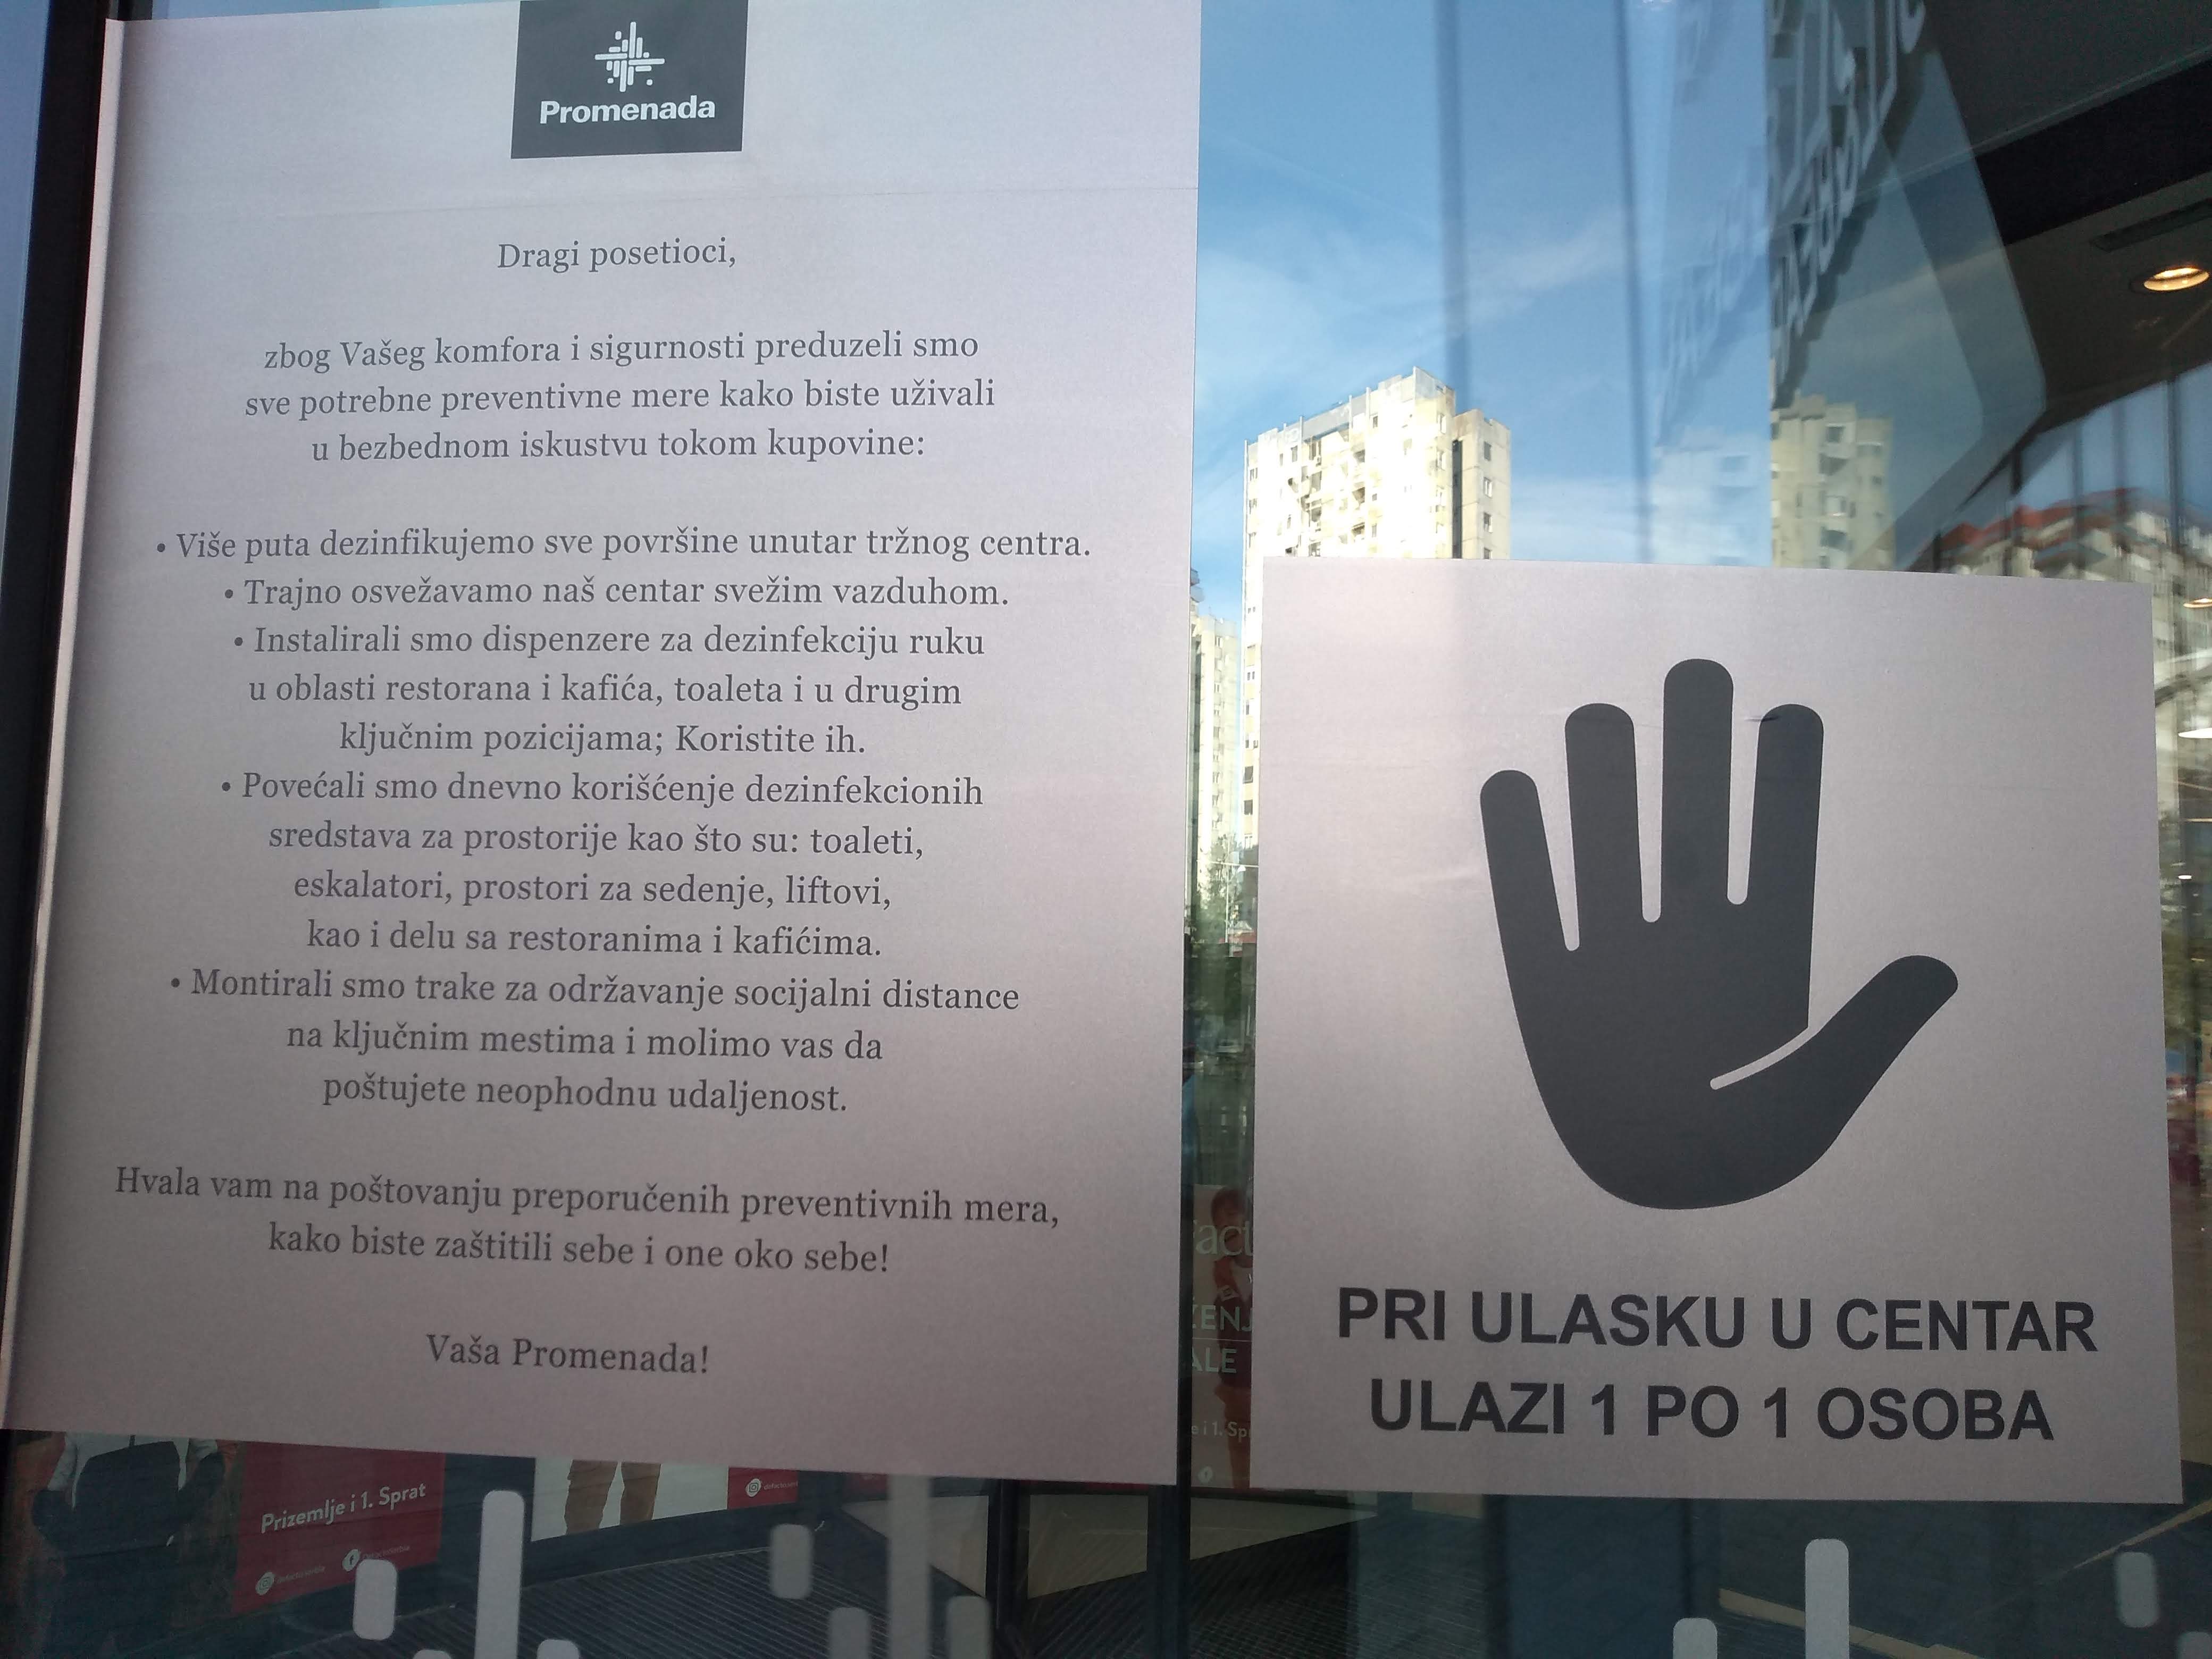 Promenada
Dragi posetioci,
zbog Vašeg komfora i sigurnosti preduzeli smo
sve potrebne preventivne mere kako biste uživali
u bezbednom iskustvu tokom kupovine:
• Više puta dezinfikujemo sve površine unutar tržnog centra.
• Trajno osvežavamo naš centar svežim vazduhom.
• Instalirali smo dispenzere za dezinfekciju ruku
u oblasti restorana i kafića, toaleta i u drugim
ključnim pozicijama; Koristite ih.
• Povećali smo dnevno korišćenje dezinfekcionih
sredstava za prostorije kao što su: toaleti,
eskalatori, prostori za sedenje, liftovi,
kao i delu sa restoranima i kafićima.
• Montirali smo trake za održavanje socijalni distance
na ključnim mestima i molimo vas da
poštujete neophodnu udaljenost.
Hvala vam na poštovanju preporučenih preventivnih mera,
kako biste zaštitili sebe i one oko sebe!
Vaša Promenada!
PRI ULASKU U CENTAR
ULAZI 1 PO 1 OSOBA
Prizemlje i 1. Sprat